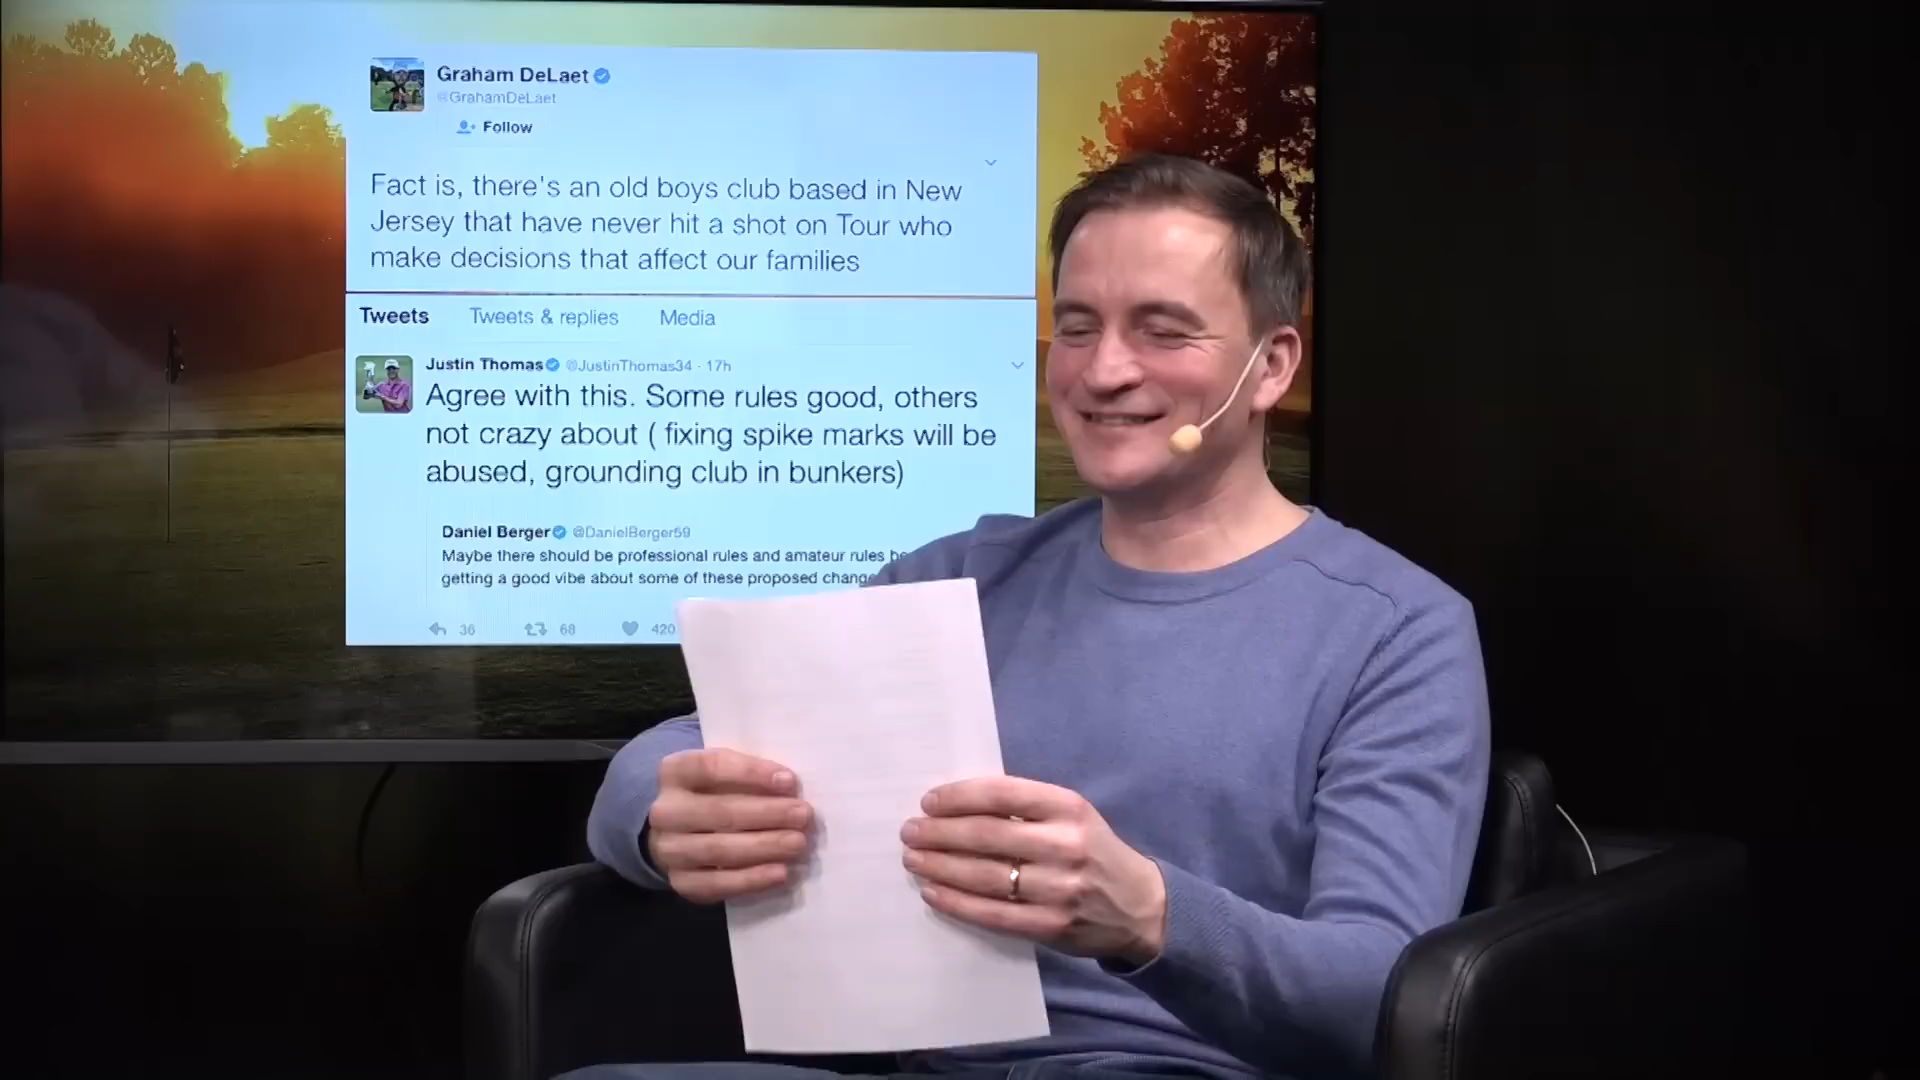 Graham DeLaet
@GrahamDeLaet
Follow
Fact is, there's an old boys club based in New
Jersey that have never hit a shot on Tour who
make decisions that affect our families
Tweets Tweets & replies Media
Justin Thomas @JustinThomas34 · 17h
Agree with this. Some rules good, others
not crazy about ( fixing spike marks will be
abused, grounding club in bunkers)
Daniel Berger @DanielBerger59
Maybe there should be professional rules and amateur rules
getting a good vibe about some of these proposed
36 68 420